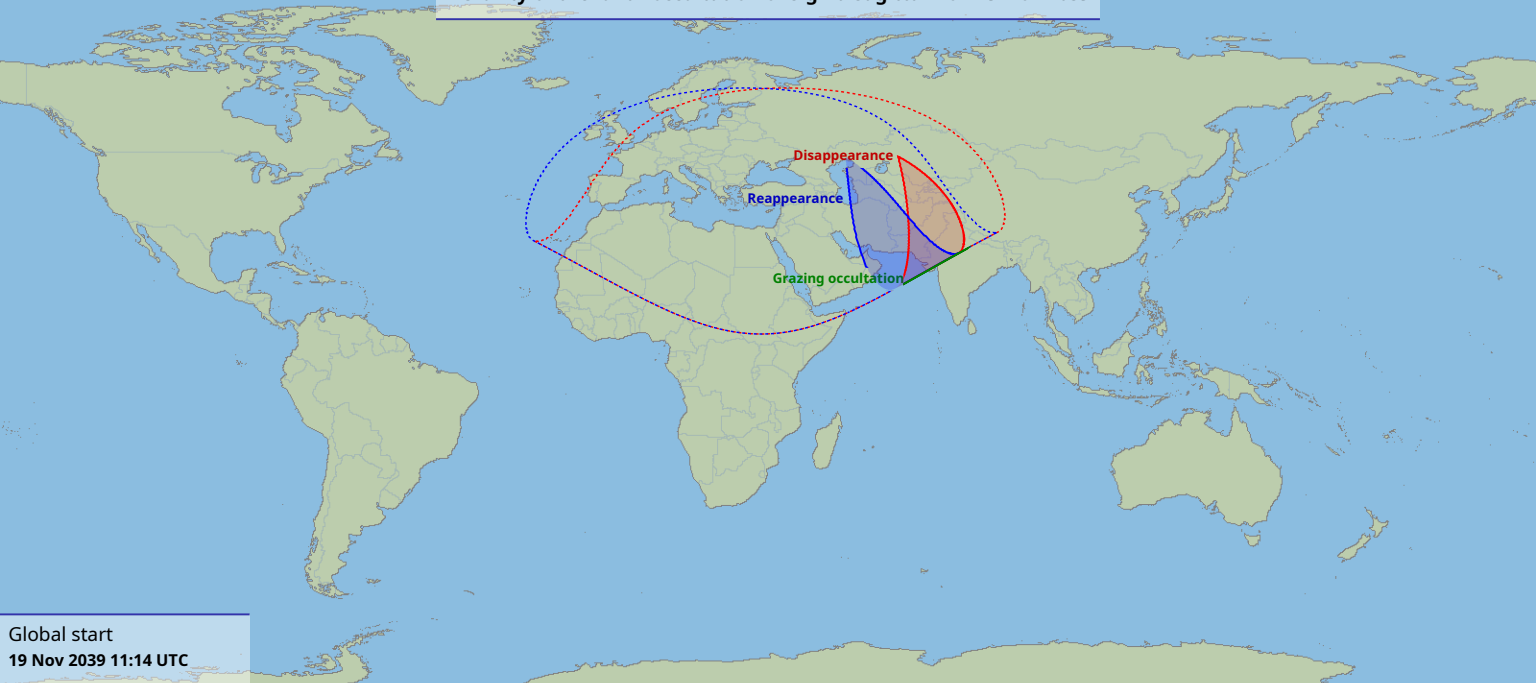 Disappearance
Reappearance
Grazing occultation
Global start
19 Nov 2039 11:14 UTC